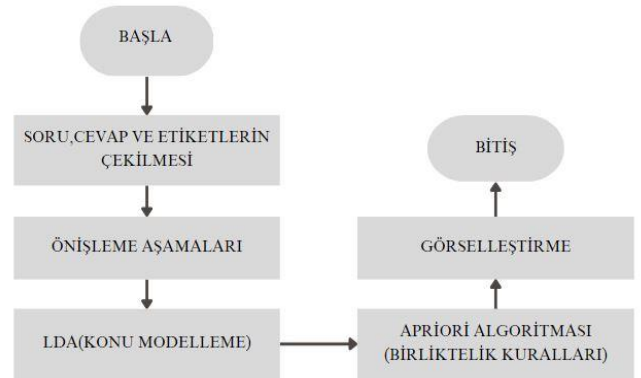 BAŞLA
SORU,CEVAP VE ETİKETLERİN
ÇEKİLMESİ
ÖNİŞLEME AŞAMALARI
LDA(KONU MODELLEME)
APRİORİ ALGORİTMASI
(BİRLİKTELİK KURALLARI)
GÖRSELLEŞTİRME
BİTİŞ